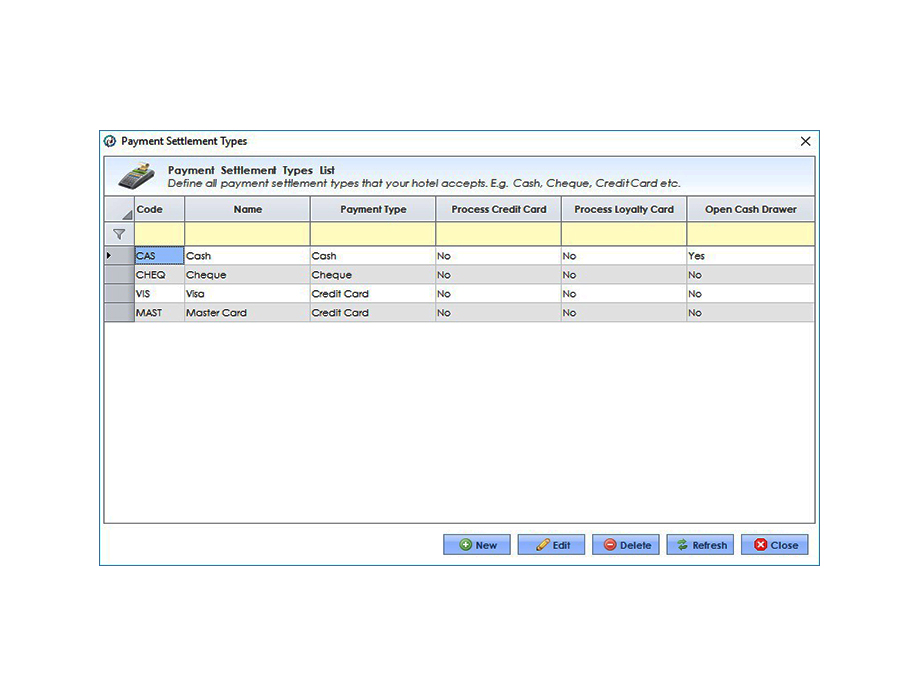 Payment Settlement Types
Payment Settlement Types List
Define all payment settlement types that your hotel accepts. E.g. Cash, Cheque, Credit Card etc.
Code Name Payment Type Process Credit Card Process Loyalty Card Open Cash Drawer
CAS Cash Cash No No Yes
CHEQ Cheque Cheque No No No
VIS Visa Credit Card No No No
MAST Master Card Credit Card No No No
New Edit Delete Refresh Close